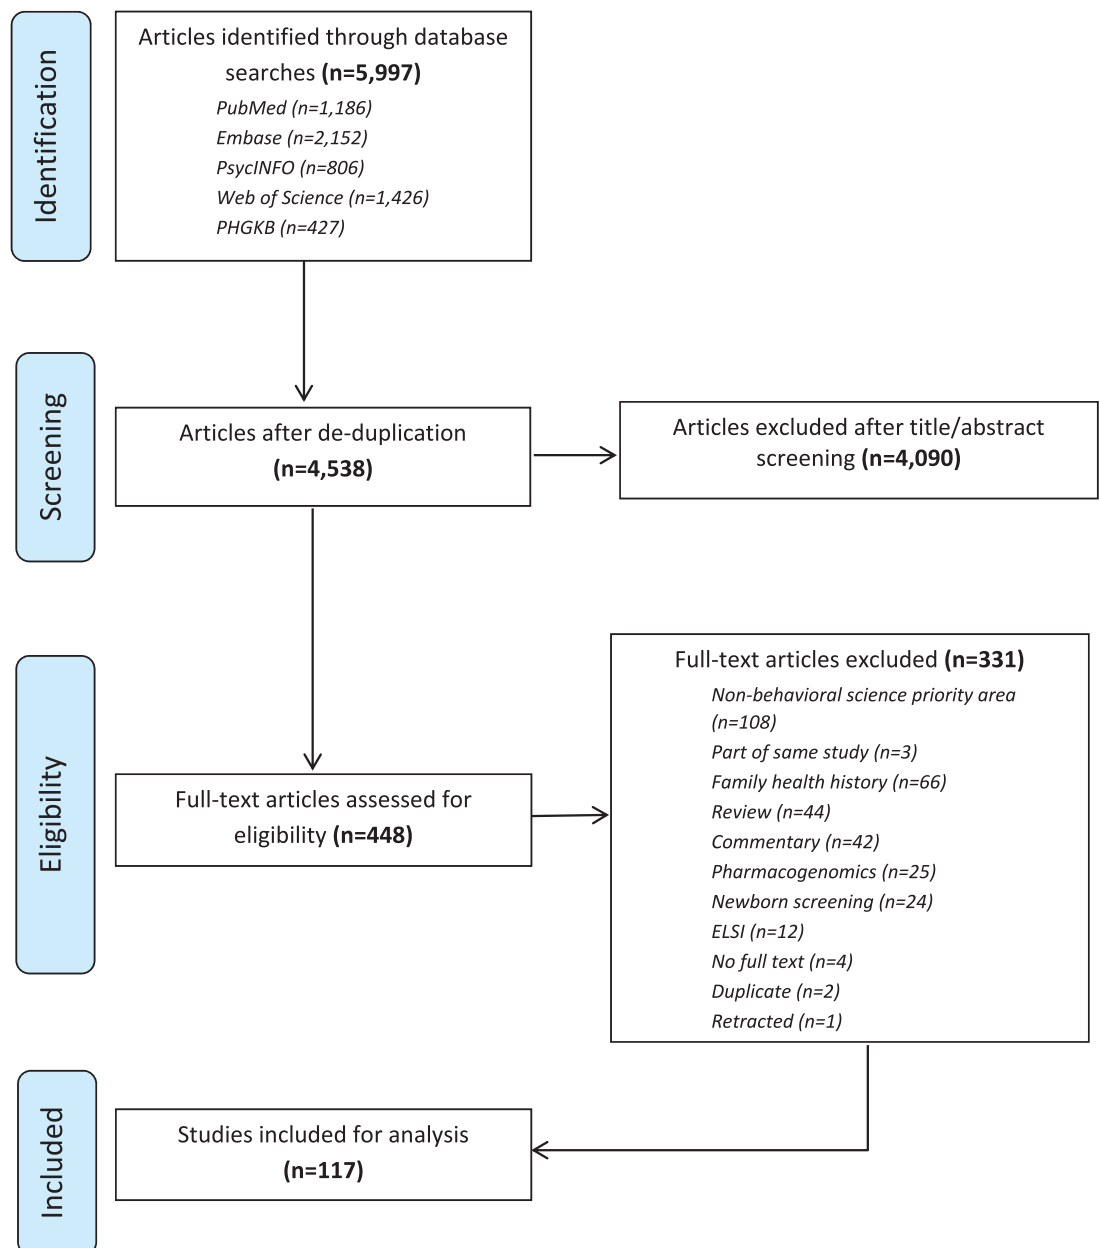 Identification
Articles identified through database
searches (n=5,997)
PubMed (n=1,186)
Embase (n=2,152)
PsycINFO (n=806)
Web of Science (n=1,426)
PHGKB (n=427)
Screening
Articles after de-duplication
(n=4,538)
Articles excluded after title/abstract
screening (n=4,090)
Eligibility
Full-text articles assessed for
eligibility (n=448)
Full-text articles excluded (n=331)
Non-behavioral science priority area
(n=108)
Part of same study (n=3)
Family health history (n=66)
Review (n=44)
Commentary (n=42)
Pharmacogenomics (n=25)
Newborn screening (n=24)
ELSI (n=12)
No full text (n=4)
Duplicate (n=2)
Retracted (n=1)
Included
Studies included for analysis
(n=117)